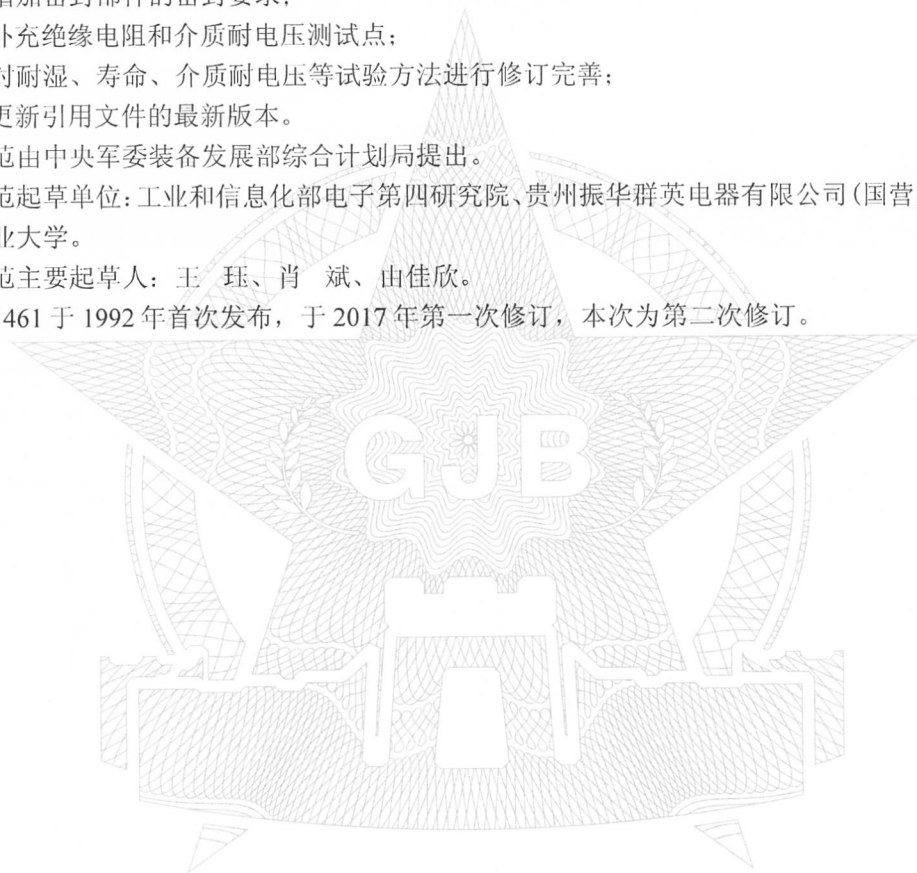 增加密封部件的密封要求；
补充绝缘电阻和介质耐电压测试点；
对耐湿、寿命、介质耐电压等试验方法进行修订完善；
更新引用文件的最新版本。
范由中央军委装备发展部综合计划局提出。
范起草单位：工业和信息化部电子第四研究院、贵州振华群英电器有限公司(国营
业大学。
范主要起草人：王　珏、肖　斌、由佳欣。
1461 于 1992 年首次发布，于 2017 年第一次修订，本次为第二次修订。
GJB